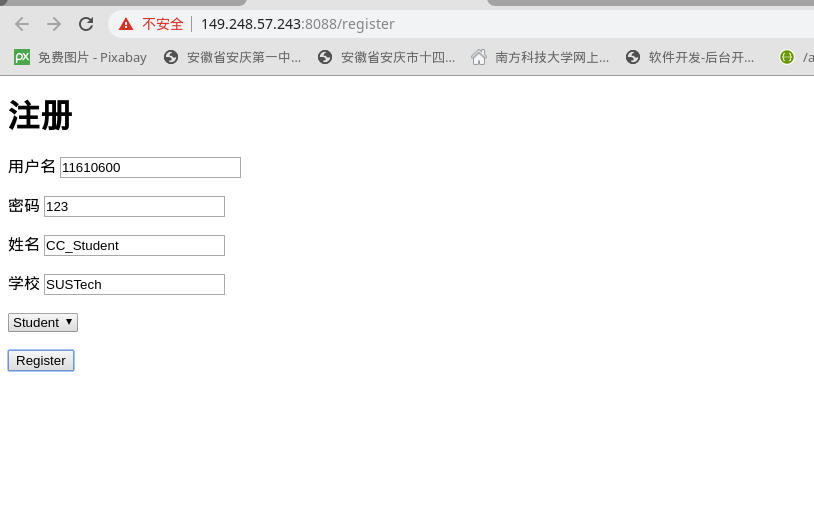 不安全 149.248.57.243:8088/register
px 免费图片 - Pixabay 安徽省安庆第一中... 安徽省安庆市十四... 南方科技大学网上... 软件开发-后台开... /a
注册
用户名 11610600
密码 123
姓名 CC_Student
学校 SUSTech
Student
Register